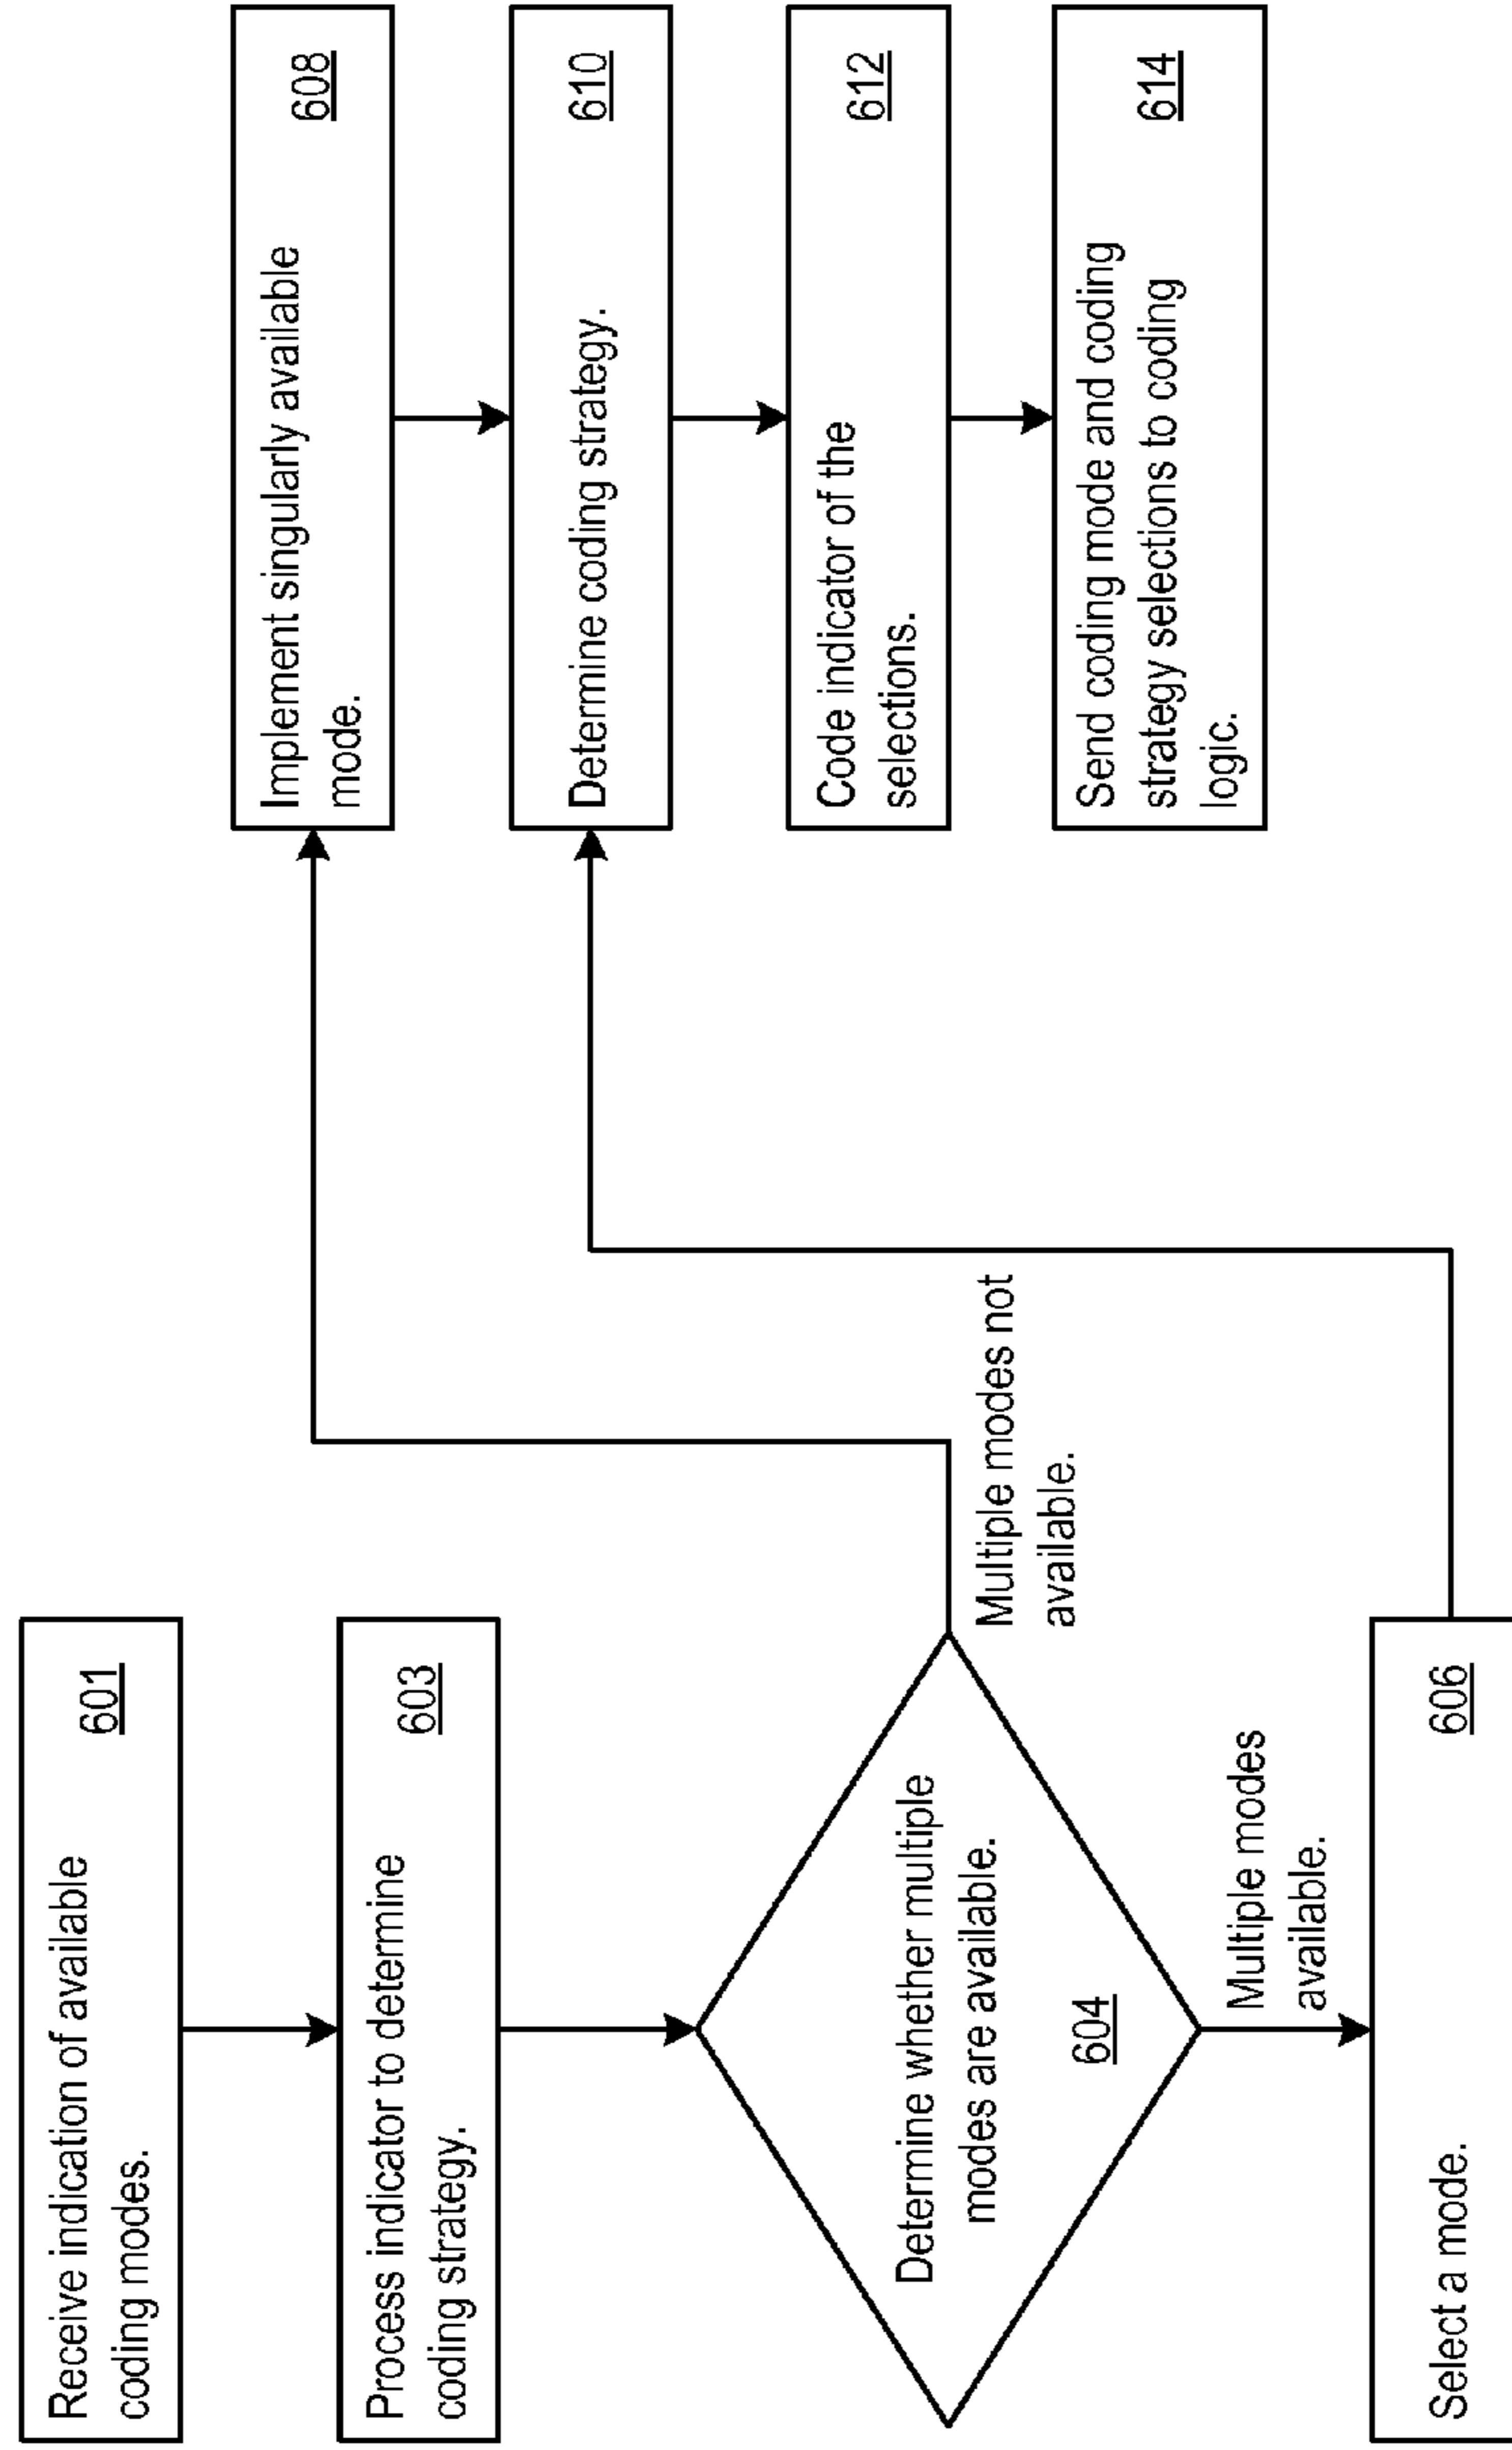 Receive indication of available
coding modes.
601
Process indicator to determine
coding strategy.
603
Determine whether multiple
modes are available.
604
Multiple modes not
available.
Multiple modes
available.
Select a mode.
606
Implement singularly available
mode.
608
Determine coding strategy.
610
Code indicator of the
selections.
612
Send coding mode and coding
strategy selections to coding
logic.
614